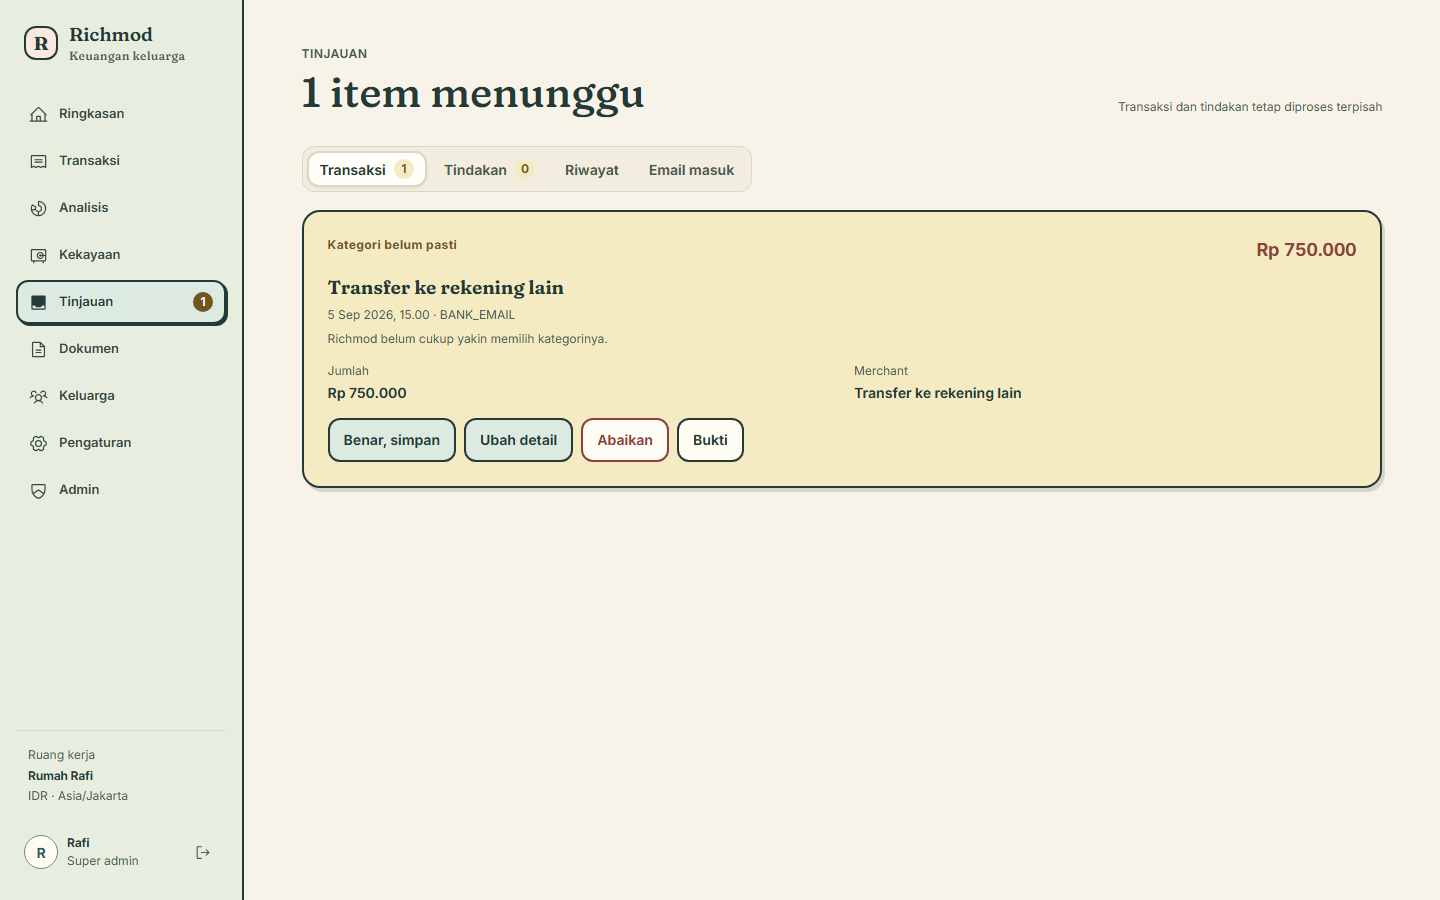 R
Richmod
Keuangan keluarga
Ringkasan
Transaksi
Analisis
Kekayaan
Tinjauan 1
Dokumen
Keluarga
Pengaturan
Admin
Ruang kerja
Rumah Rafi
IDR · Asia/Jakarta
R
Rafi
Super admin
TINJAUAN
1 item menunggu
Transaksi dan tindakan tetap diproses terpisah
Transaksi 1 Tindakan 0 Riwayat Email masuk
Kategori belum pasti
Rp 750.000
Transfer ke rekening lain
5 Sep 2026, 15.00 · BANK_EMAIL
Richmod belum cukup yakin memilih kategorinya.
Jumlah
Rp 750.000
Merchant
Transfer ke rekening lain
Benar, simpan Ubah detail Abaikan Bukti